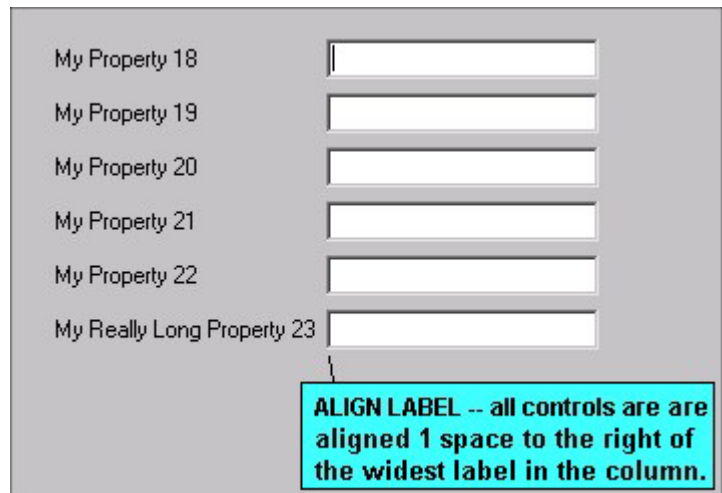 My Property 18
My Property 19
My Property 20
My Property 21
My Property 22
My Really Long Property 23
ALIGN LABEL -- all controls are are
aligned 1 space to the right of
the widest label in the column.